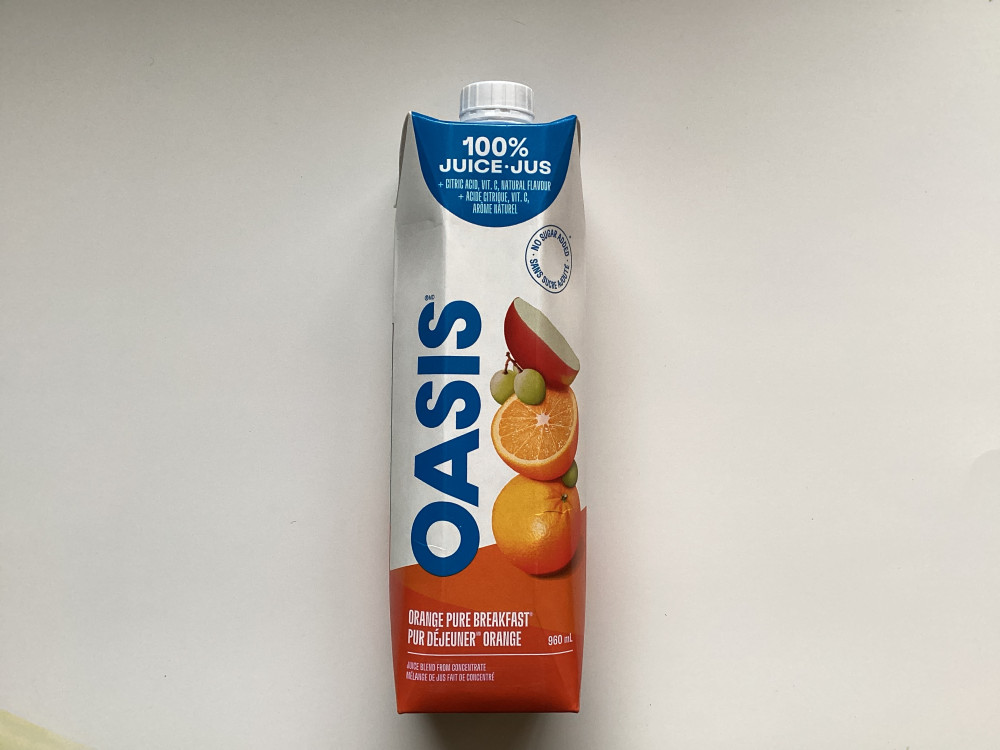 100%
JUICE·JUS
+ CITRIC ACID, VIT. C, NATURAL FLAVOUR
+ ACIDE CITRIQUE, VIT. C,
ARÔME NATUREL
· NO SUGAR ADDED*
· SANS SUCRE AJOUTÉ*
OASIS®MD
ORANGE PURE BREAKFAST®
PUR DÉJEUNER MD ORANGE
960 mL
JUICE BLEND FROM CONCENTRATE
MÉLANGE DE JUS FAIT DE CONCENTRÉ